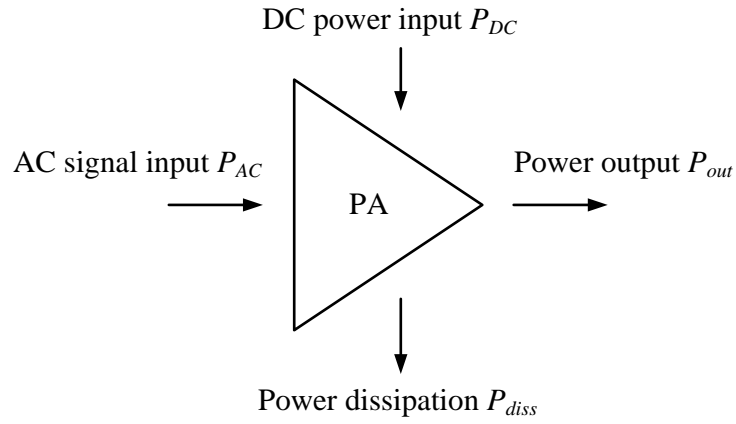 DC power input P_DC
AC signal input P_AC
Power output P_out
PA
Power dissipation P_diss